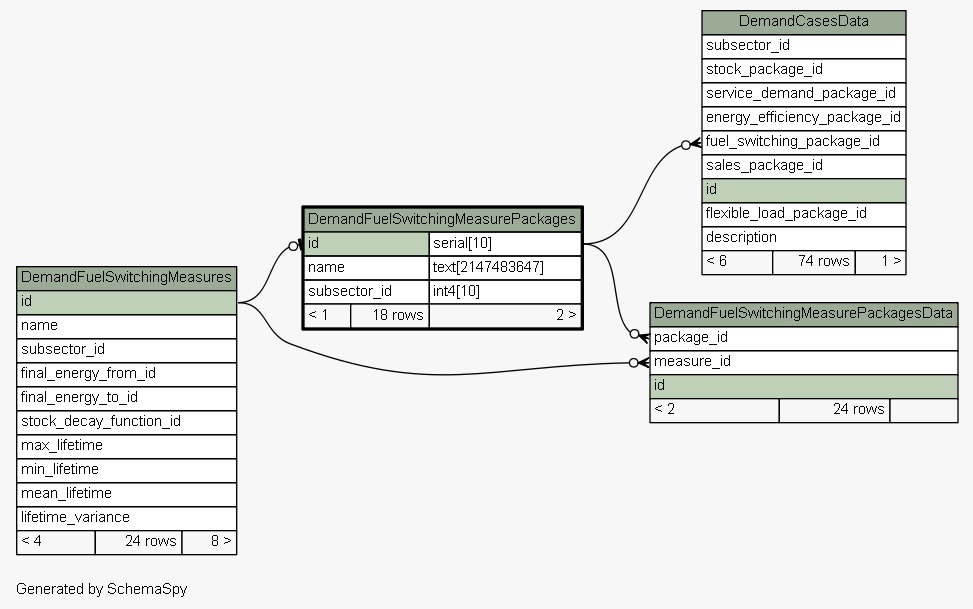 DemandCasesData
subsector_id
stock_package_id
service_demand_package_id
energy_efficiency_package_id
fuel_switching_package_id
sales_package_id
id
flexible_load_package_id
description
< 6 74 rows 1 >
DemandFuelSwitchingMeasurePackages
id serial[10]
name text[2147483647]
subsector_id int4[10]
< 1 18 rows 2 >
DemandFuelSwitchingMeasures
id
name
subsector_id
final_energy_from_id
final_energy_to_id
stock_decay_function_id
max_lifetime
min_lifetime
mean_lifetime
lifetime_variance
< 4 24 rows 8 >
DemandFuelSwitchingMeasurePackagesData
package_id
measure_id
id
< 2 24 rows
Generated by SchemaSpy